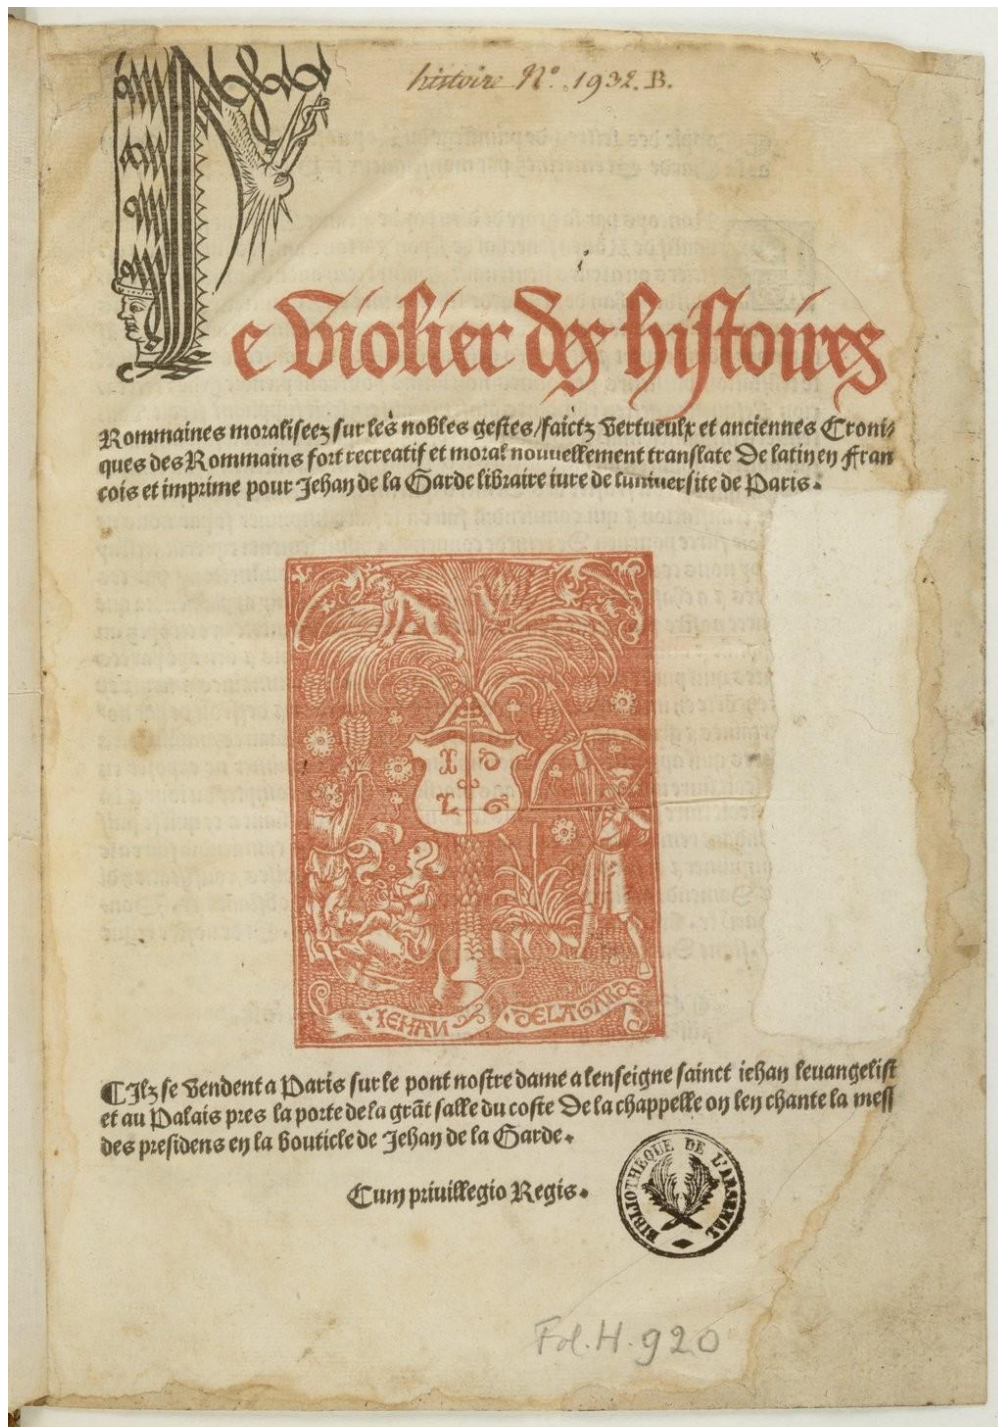 histoire Nº. 1932. B.
Le Violier des histoires
Rommaines moraliseez sur les nobles gestes/faictz vertueulx et anciennes Croni/
ques des Rommains fort recreatif et moral nouuellement translate De latin en Fran
cois et imprime pour Jehan de la Garde libraire iure de luniuersite de Paris.
I D
L G
IEHAN DELAGARDE
¶Ilz se vendent a Paris sur le pont nostre dame a lenseigne sainct iehan leuangelist
et au Palais pres la porte de la grãt salle du coste De la chappelle ou len chante la mess
des presidens en la bouticle de Jehan de la Garde.
Cum priuillegio Regis.
BIBLIOTHÈQUE DE L'ARSENAL
Fol. H. 920